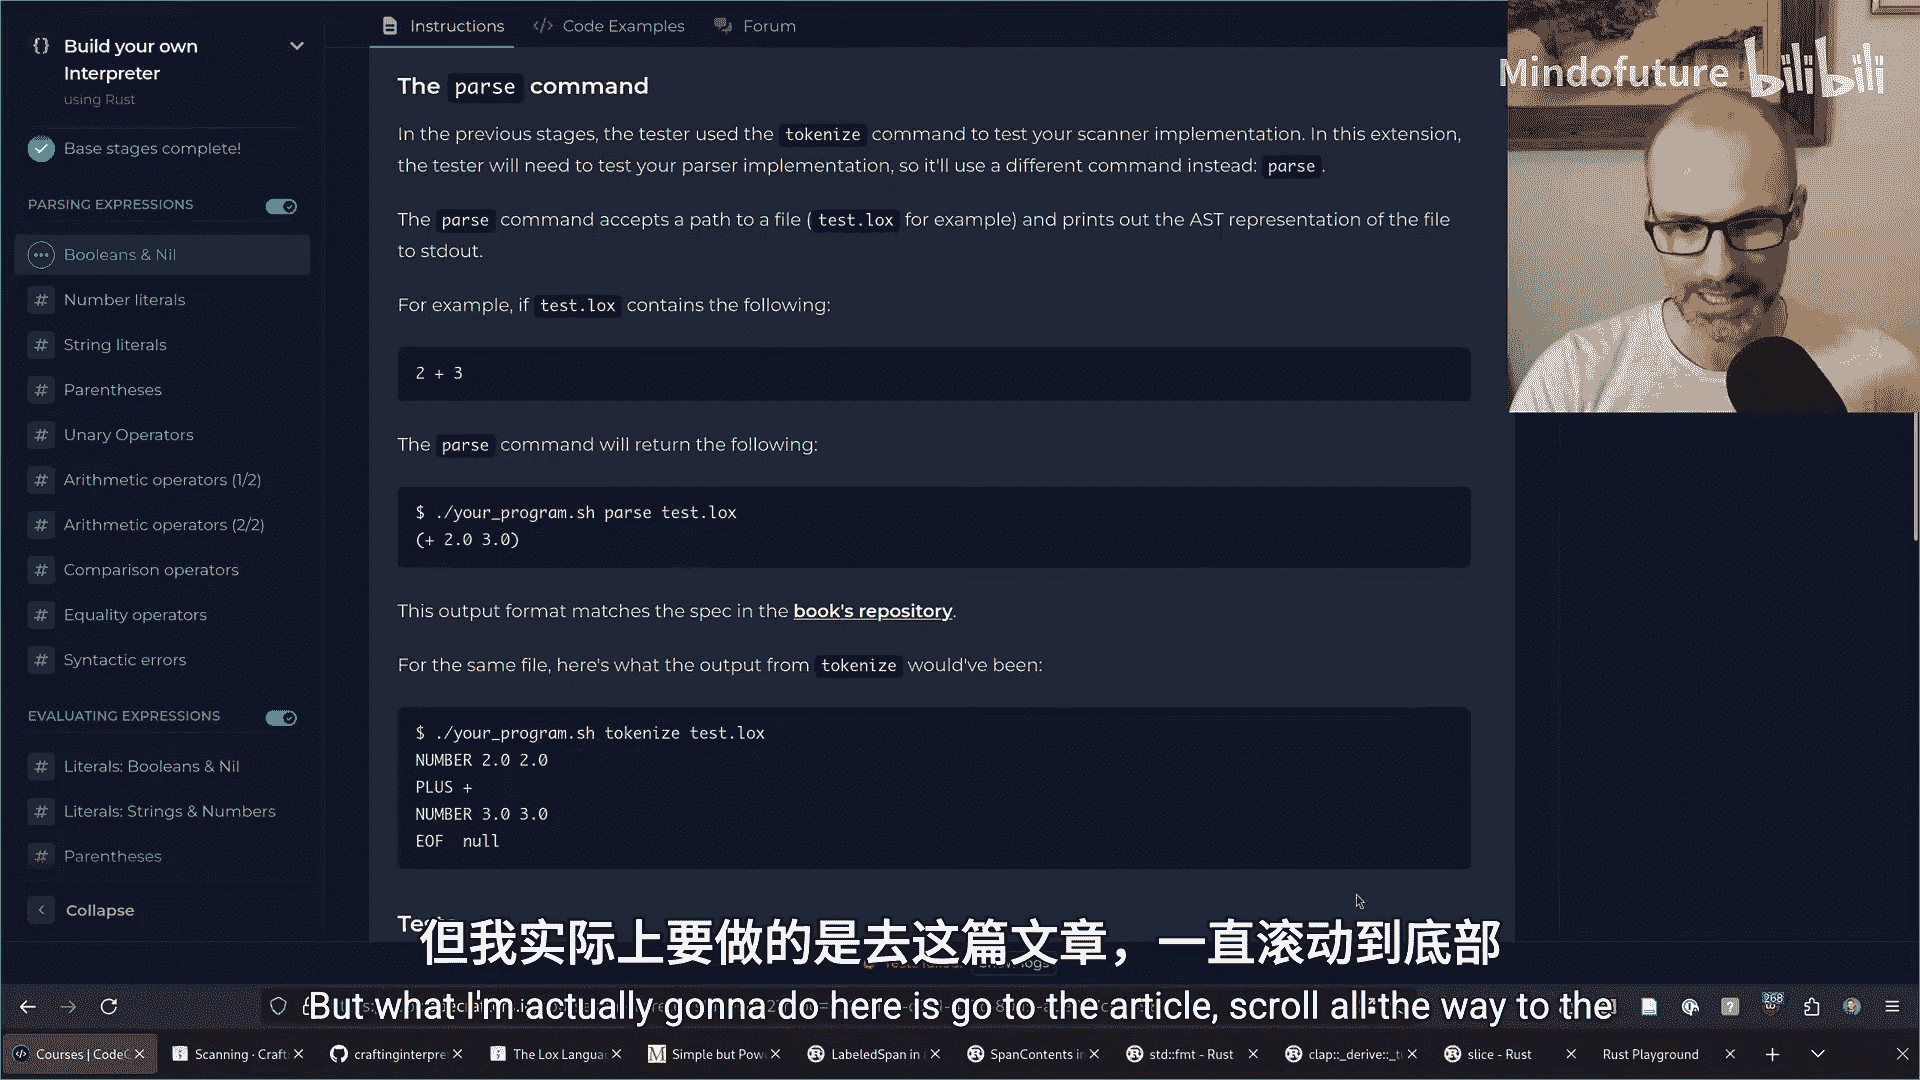 Build your own
Interpreter
using Rust
Base stages complete!
PARSING EXPRESSIONS
Booleans & Nil
# Number literals
# String literals
# Parentheses
# Unary Operators
# Arithmetic operators (1/2)
# Arithmetic operators (2/2)
# Comparison operators
# Equality operators
# Syntactic errors
EVALUATING EXPRESSIONS
# Literals: Booleans & Nil
# Literals: Strings & Numbers
# Parentheses
Collapse
Instructions
Code Examples
Forum
The parse command
In the previous stages, the tester used the tokenize command to test your scanner implementation. In this extension,
the tester will need to test your parser implementation, so it'll use a different command instead: parse .
The parse command accepts a path to a file ( test.lox for example) and prints out the AST representation of the file
to stdout.
For example, if test.lox contains the following:
2 + 3
The parse command will return the following:
$ ./your_program.sh parse test.lox
(+ 2.0 3.0)
This output format matches the spec in the book's repository.
For the same file, here's what the output from tokenize would've been:
$ ./your_program.sh tokenize test.lox
NUMBER 2.0 2.0
PLUS +
NUMBER 3.0 3.0
EOF  null
Mindofuture bilibili
但我实际上要做的是去这篇文章，一直滚动到底部
But what I'm actually gonna do here is go to the article, scroll all the way to the
268
Courses | Code
Scanning · Craft
craftinginterpre
The Lox Langua
Simple but Pow
LabeledSpan in
SpanContents in
std::fmt - Rust
clap::_derive::_t
slice - Rust
Rust Playground